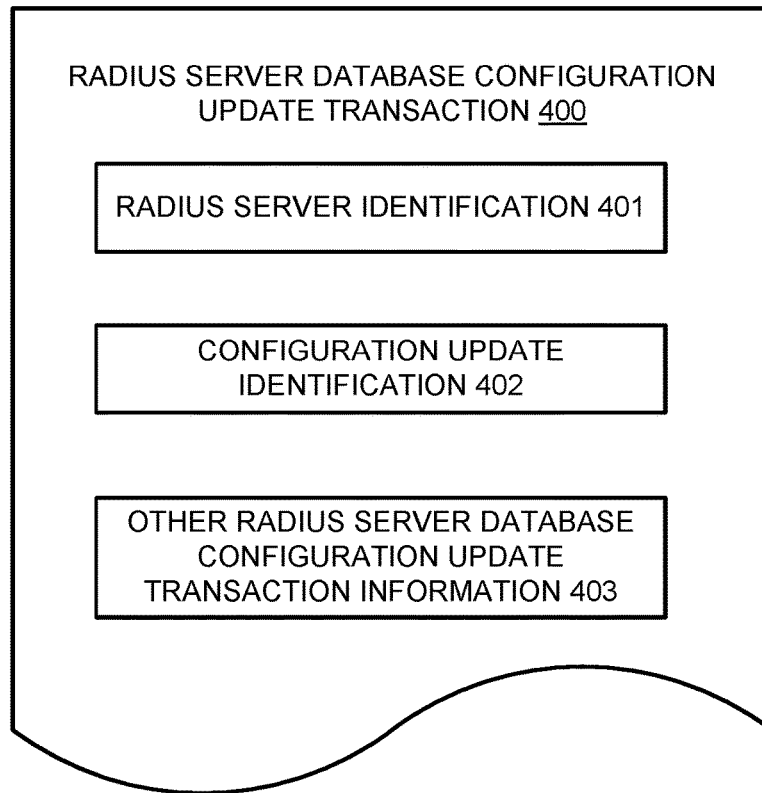 RADIUS SERVER DATABASE CONFIGURATION
UPDATE TRANSACTION 400
RADIUS SERVER IDENTIFICATION 401
CONFIGURATION UPDATE
IDENTIFICATION 402
OTHER RADIUS SERVER DATABASE
CONFIGURATION UPDATE
TRANSACTION INFORMATION 403